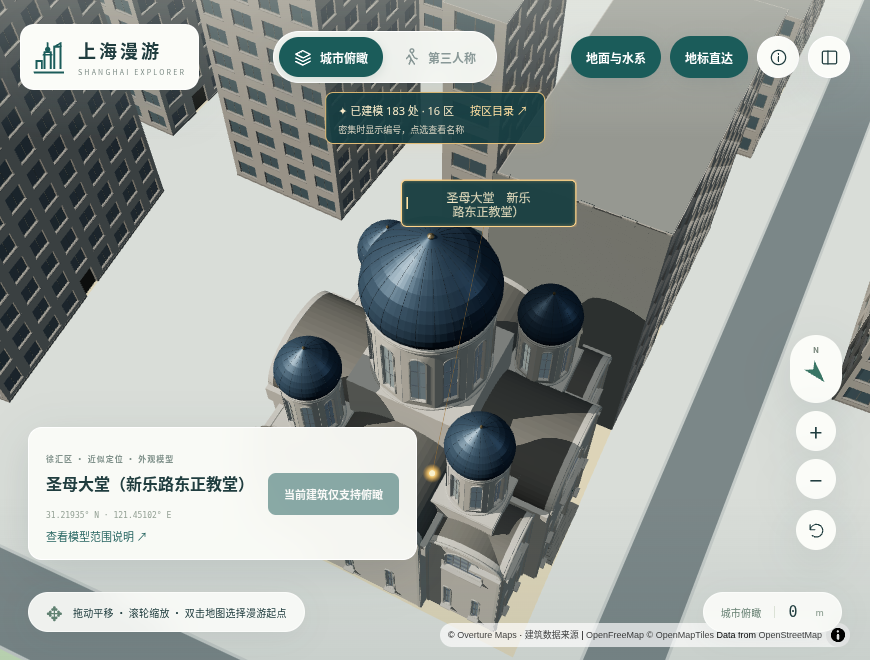 上海漫游
SHANGHAI EXPLORER
城市俯瞰
第三人称
地面与水系
地标直达
✦ 已建模 183 处 · 16 区 按区目录 ↗
密集时显示编号，点选查看名称
圣母大堂 新乐
路东正教堂）
N
徐汇区 · 近似定位 · 外观模型
圣母大堂（新乐路东正教堂）
当前建筑仅支持俯瞰
31.21935° N · 121.45102° E
查看模型范围说明 ↗
拖动平移 · 滚轮缩放 · 双击地图选择漫游起点
城市俯瞰 0 m
© Overture Maps · 建筑数据来源 | OpenFreeMap © OpenMapTiles Data from OpenStreetMap